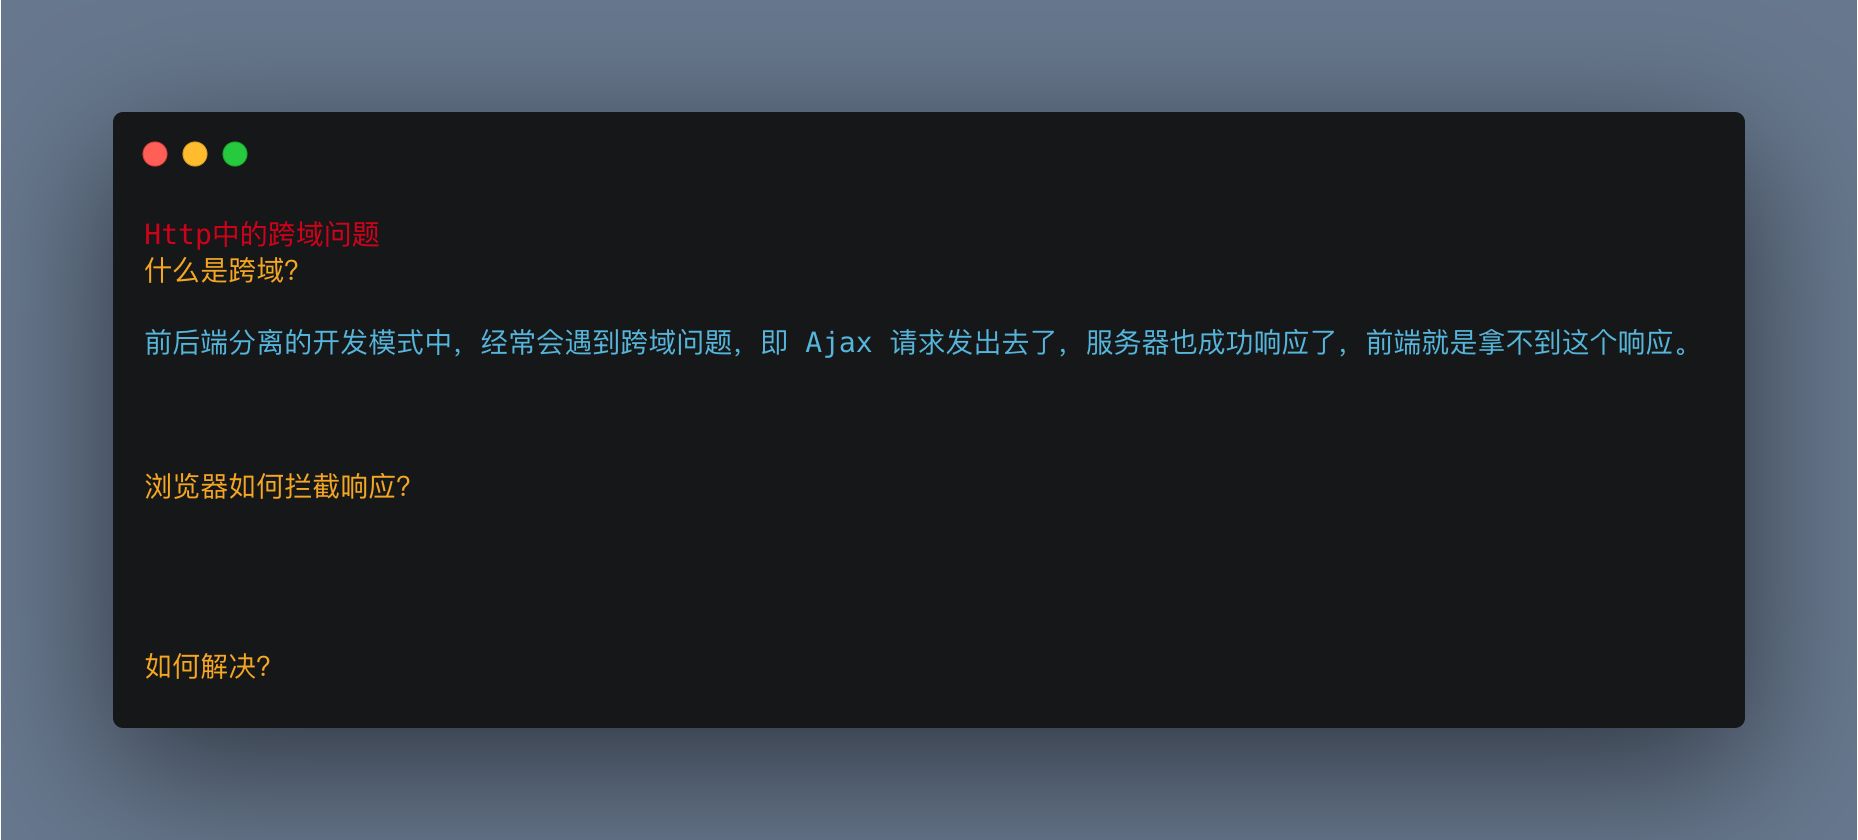 Http中的跨域问题
什么是跨域?
前后端分离的开发模式中，经常会遇到跨域问题，即 Ajax 请求发出去了，服务器也成功响应了，前端就是拿不到这个响应。
浏览器如何拦截响应?
如何解决?